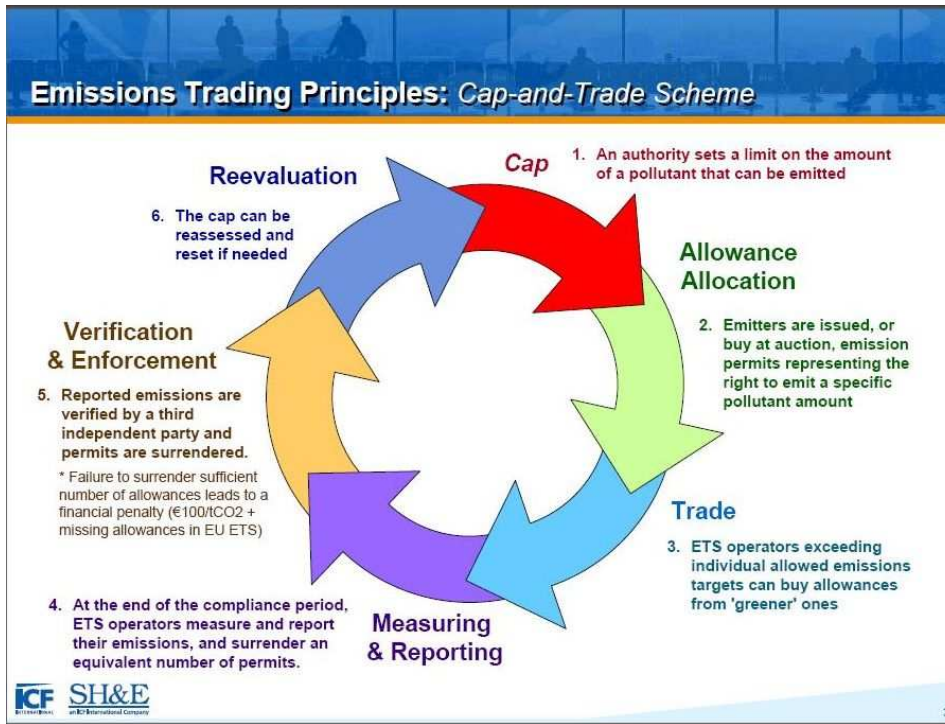 Emissions Trading Principles: Cap-and-Trade Scheme
Cap
1. An authority sets a limit on the amount
of a pollutant that can be emitted
Allowance
Allocation
2. Emitters are issued, or
buy at auction, emission
permits representing the
right to emit a specific
pollutant amount
Trade
3. ETS operators exceeding
individual allowed emissions
targets can buy allowances
from 'greener' ones
Measuring
& Reporting
4. At the end of the compliance period,
ETS operators measure and report
their emissions, and surrender an
equivalent number of permits.
Verification
& Enforcement
5. Reported emissions are
verified by a third
independent party and
permits are surrendered.
* Failure to surrender sufficient
number of allowances leads to a
financial penalty (€100/tCO2 +
missing allowances in EU ETS)
Reevaluation
6. The cap can be
reassessed and
reset if needed
ICF
INTERNATIONAL
SH&E
an ICF International Company